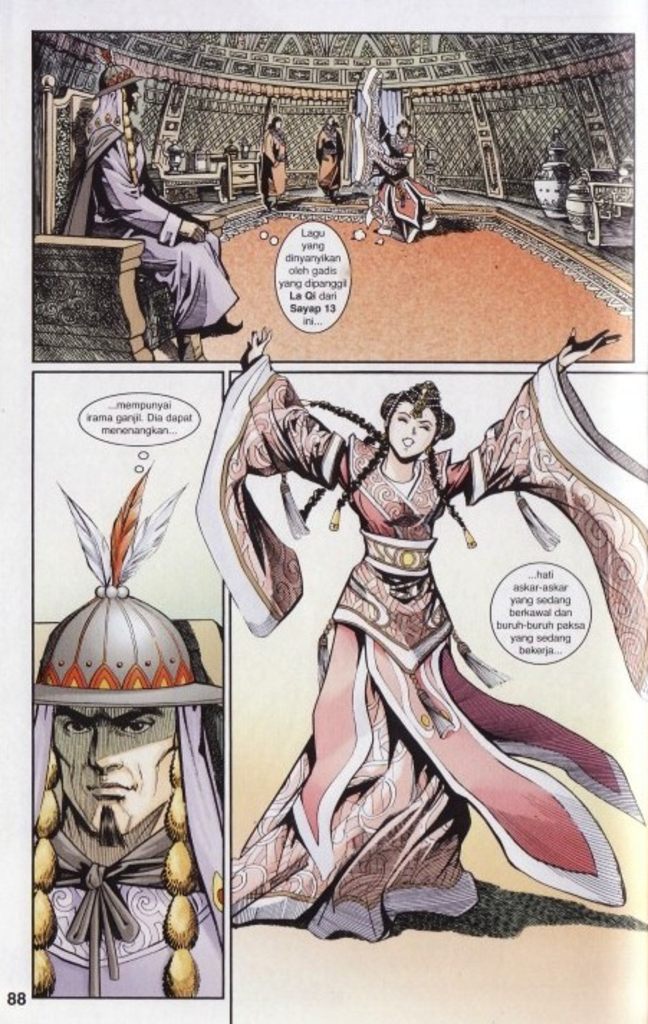 Lagu
yang
dinyanyikan
oleh gadis
yang dipanggil
La Qi dari
Sayap 13
ini...
...mempunyai
irama ganjil. Dia dapat
menenangkan...
...hati
askar-askar
yang sedang
berkawal dan
buruh-buruh paksa
yang sedang
bekerja...
88